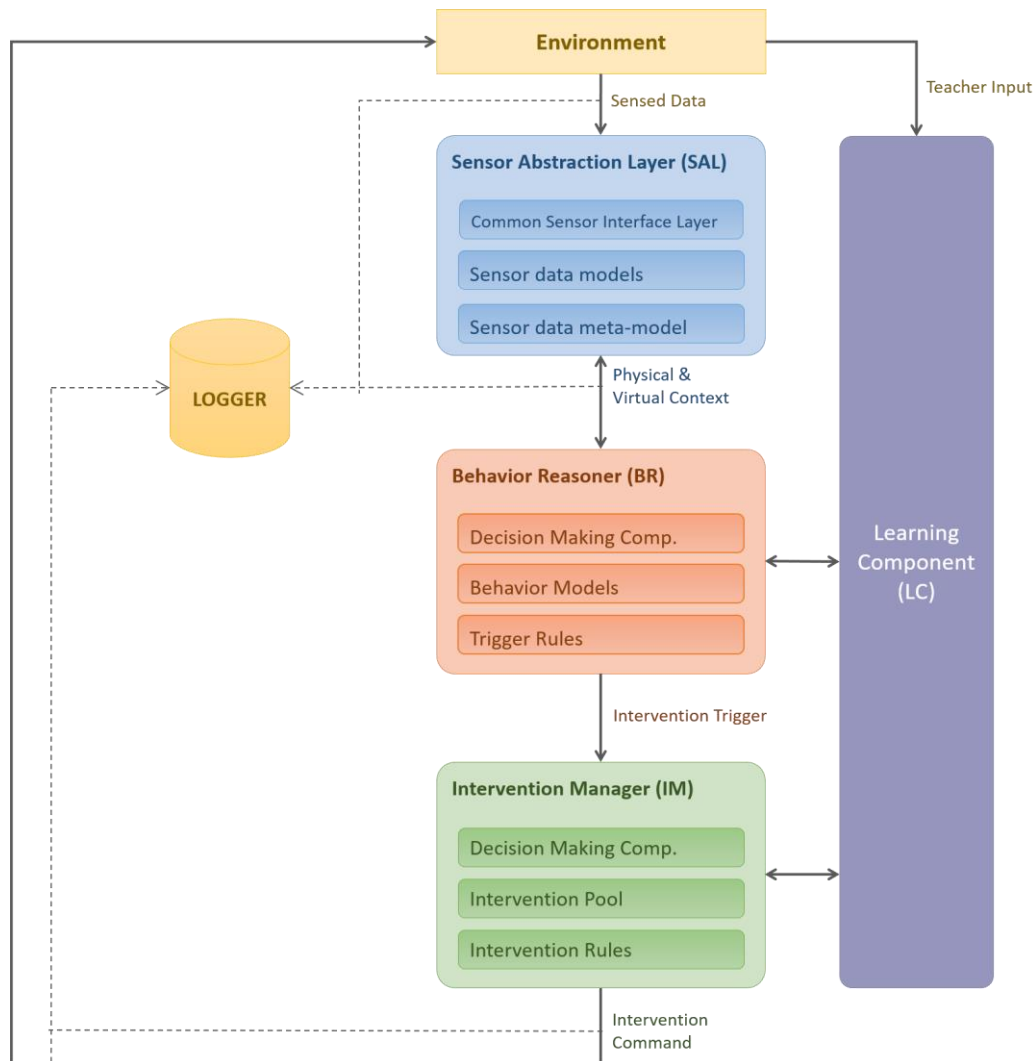 Environment
Teacher Input
Sensed Data
Sensor Abstraction Layer (SAL)
Common Sensor Interface Layer
Sensor data models
Sensor data meta-model
Physical &
Virtual Context
LOGGER
Behavior Reasoner (BR)
Decision Making Comp.
Behavior Models
Trigger Rules
Learning
Component
(LC)
Intervention Trigger
Intervention Manager (IM)
Decision Making Comp.
Intervention Pool
Intervention Rules
Intervention
Command